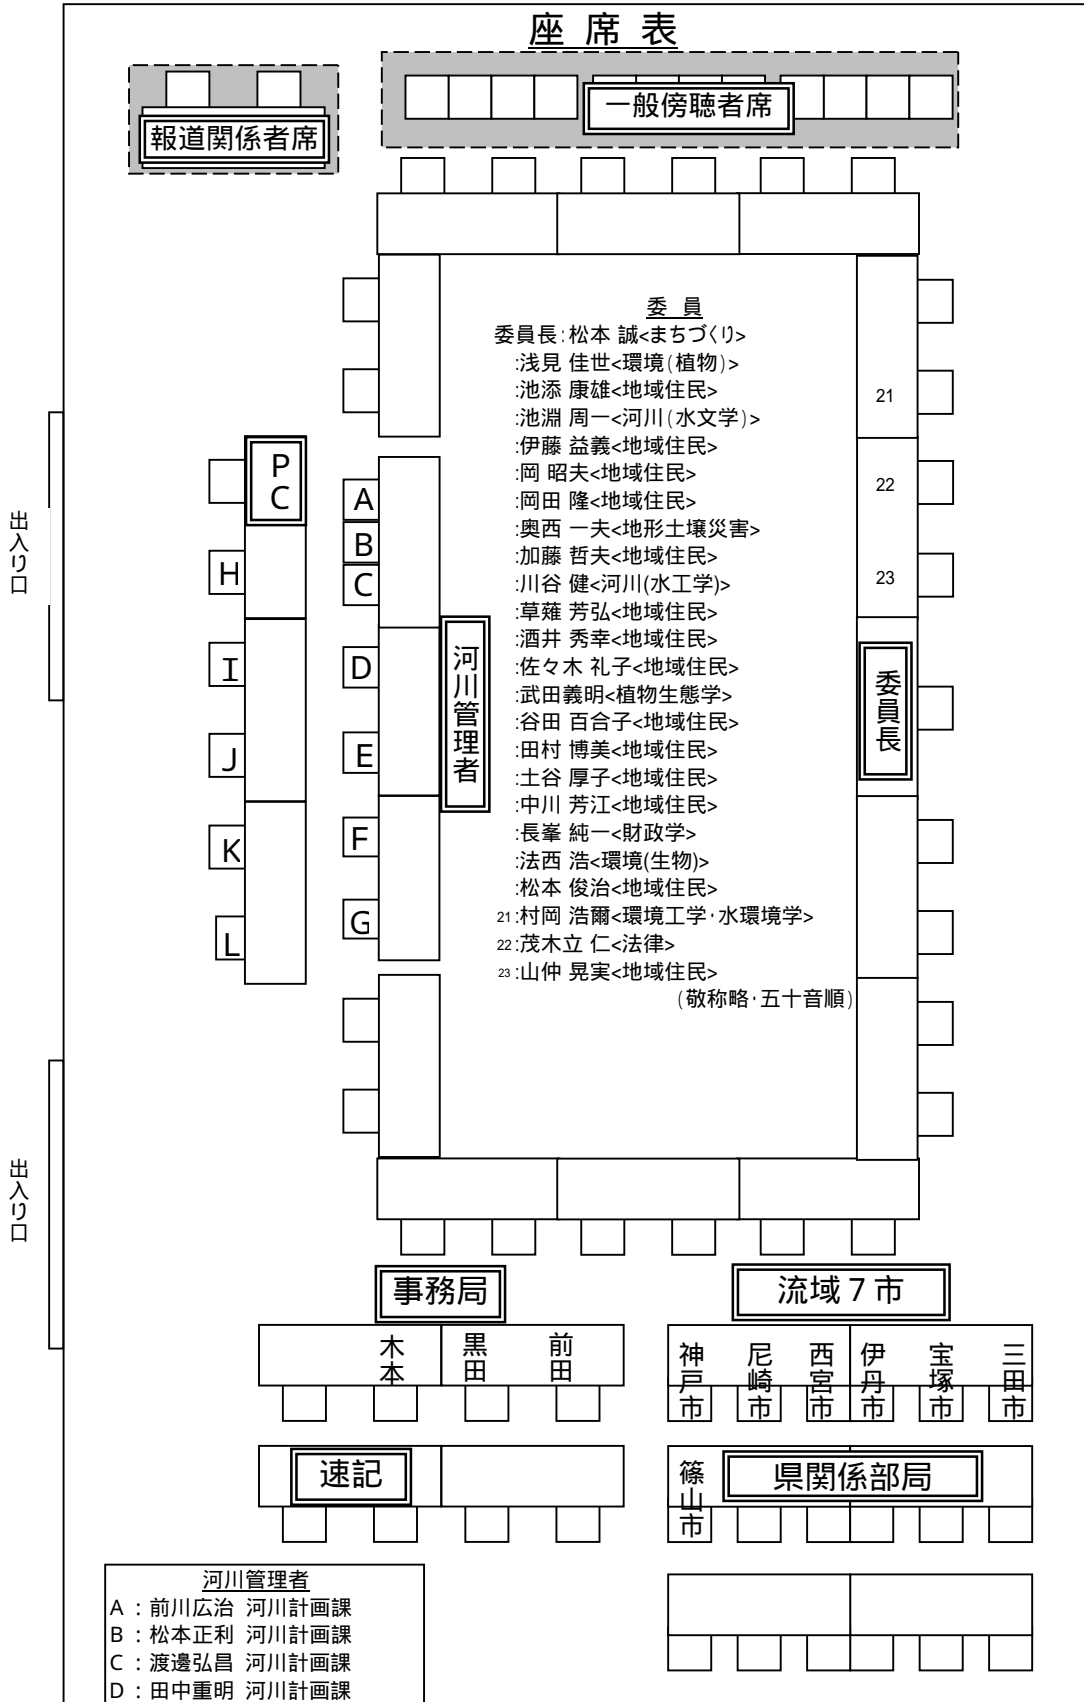 座 席 表
報道関係者席
一般傍聴者席
委 員
委員長:松本 誠<まちづくり>
:浅見 佳世<環境(植物)>
:池添 康雄<地域住民>
:池淵 周一<河川(水文学)>
:伊藤 益義<地域住民>
:岡 昭夫<地域住民>
:岡田 隆<地域住民>
:奥西 一夫<地形土壌災害>
:加藤 哲夫<地域住民>
:川谷 健<河川(水工学)>
:草薙 芳弘<地域住民>
:酒井 秀幸<地域住民>
:佐々木 礼子<地域住民>
:武田義明<植物生態学>
:谷田 百合子<地域住民>
:田村 博美<地域住民>
:土谷 厚子<地域住民>
:中川 芳江<地域住民>
:長峯 純一<財政学>
:法西 浩<環境(生物)>
:松本 俊治<地域住民>
21:村岡 浩爾<環境工学・水環境学>
22:茂木立 仁<法律>
23:山仲 晃実<地域住民>
(敬称略・五十音順)
21
22
23
委員長
河川管理者
A
B
C
D
E
F
G
PC
H
I
J
K
L
出入り口
出入り口
事務局
木本
黒田
前田
流域7市
神戸市
尼崎市
西宮市
伊丹市
宝塚市
三田市
速記
篠山市
県関係部局
河川管理者
A:前川広治 河川計画課
B:松本正利 河川計画課
C:渡邊弘昌 河川計画課
D:田中重明 河川計画課